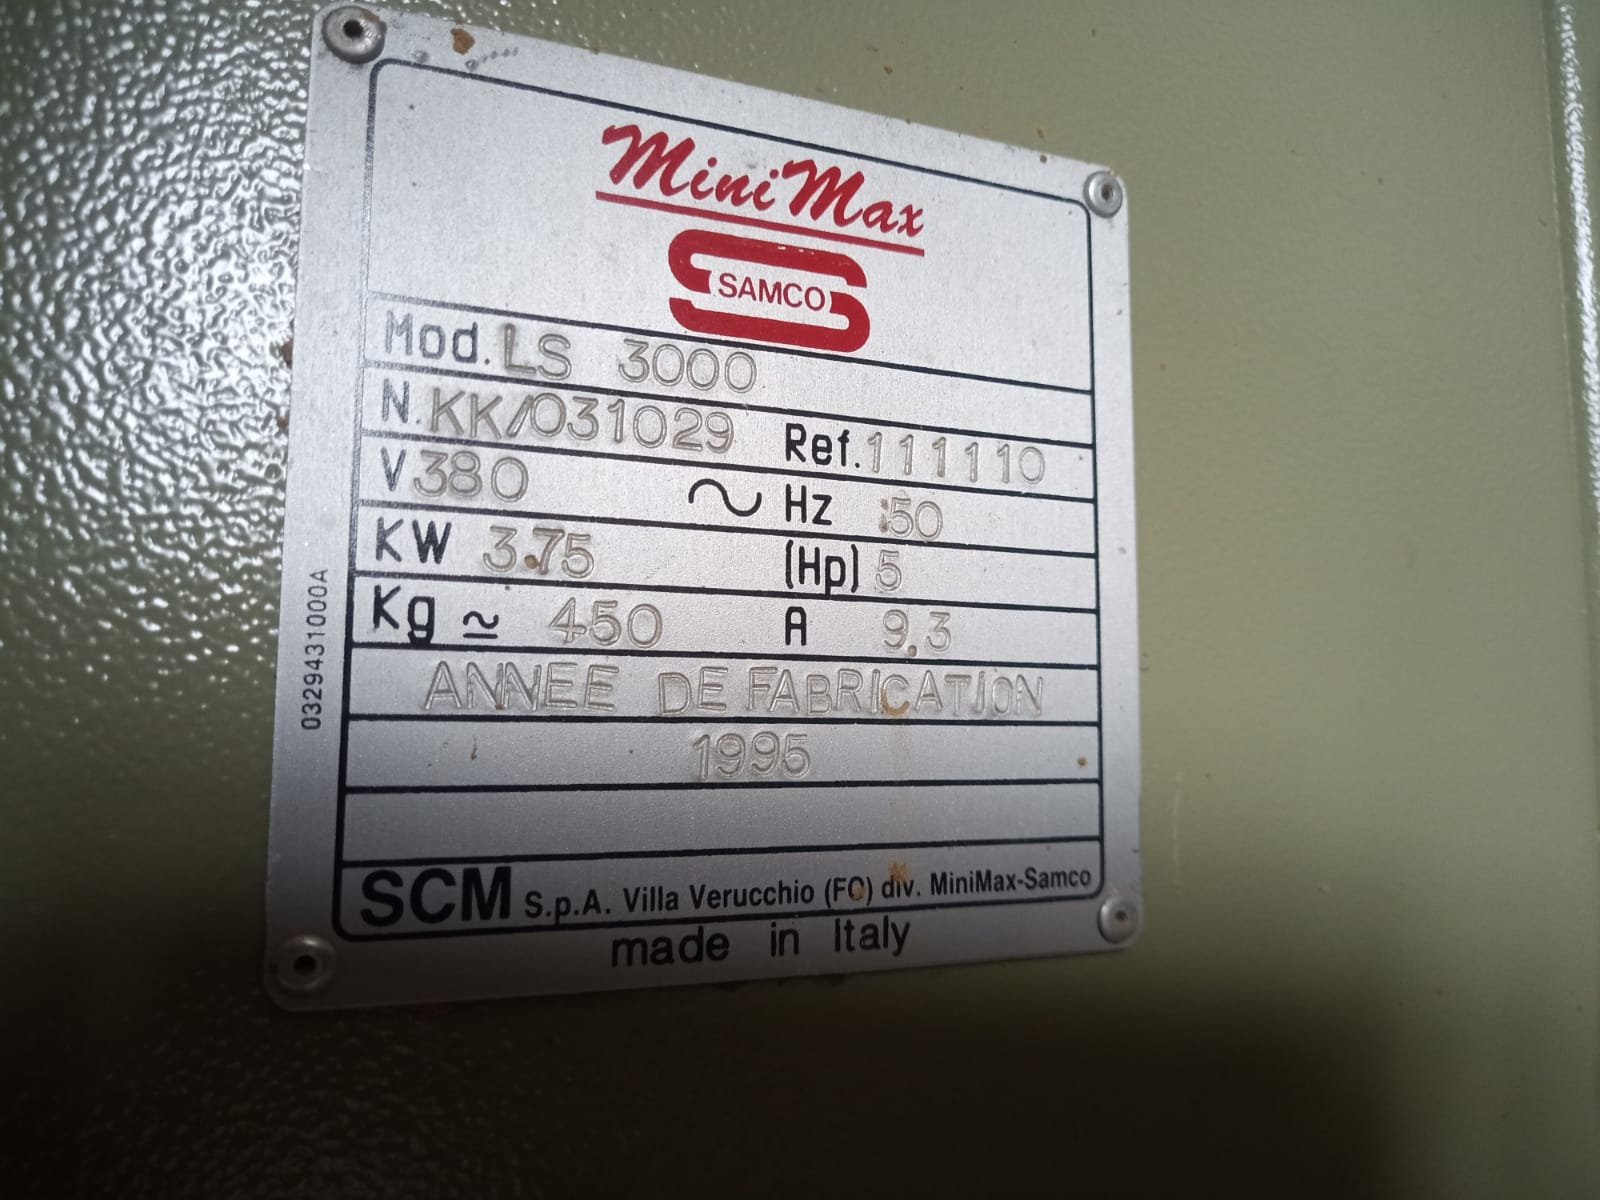 MiniMax
SAMCO
Mod. LS 3000
N. KK/031029 Ref. 111110
V 380 ~ Hz 50
KW 3.75 (Hp) 5
Kg ≃ 450 A 9,3
ANNEE DE FABRICATION
1995
SCM S.p.A. Villa Verucchio (FO) div. MiniMax-Samco
made in Italy
0329431000A